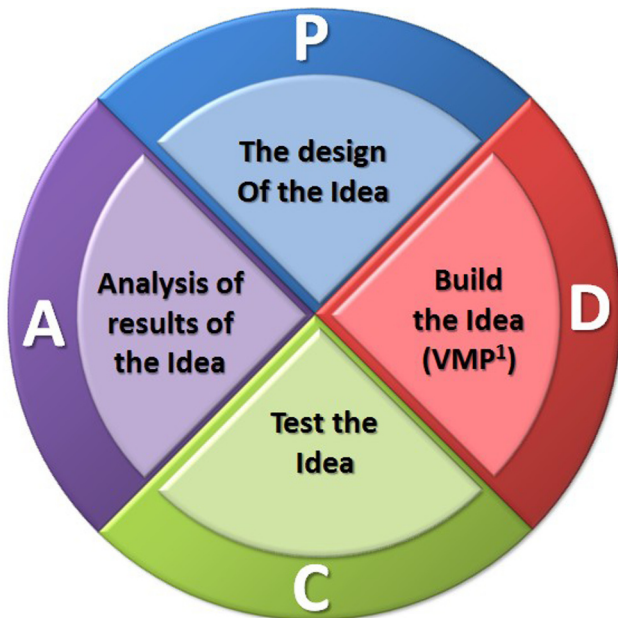 P
The design
Of the Idea
D
Build
the Idea
(VMP¹)
C
Test the
Idea
A
Analysis of
results of
the Idea